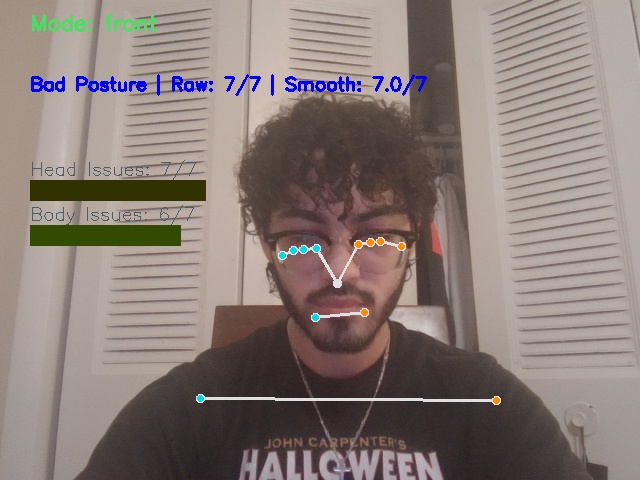 Mode: front
Bad Posture | Raw: 7/7 | Smooth: 7.0/7
Head Issues: 7/7
Body Issues: 6/7
JOHN CARPENTER'S
HALLOWEEN